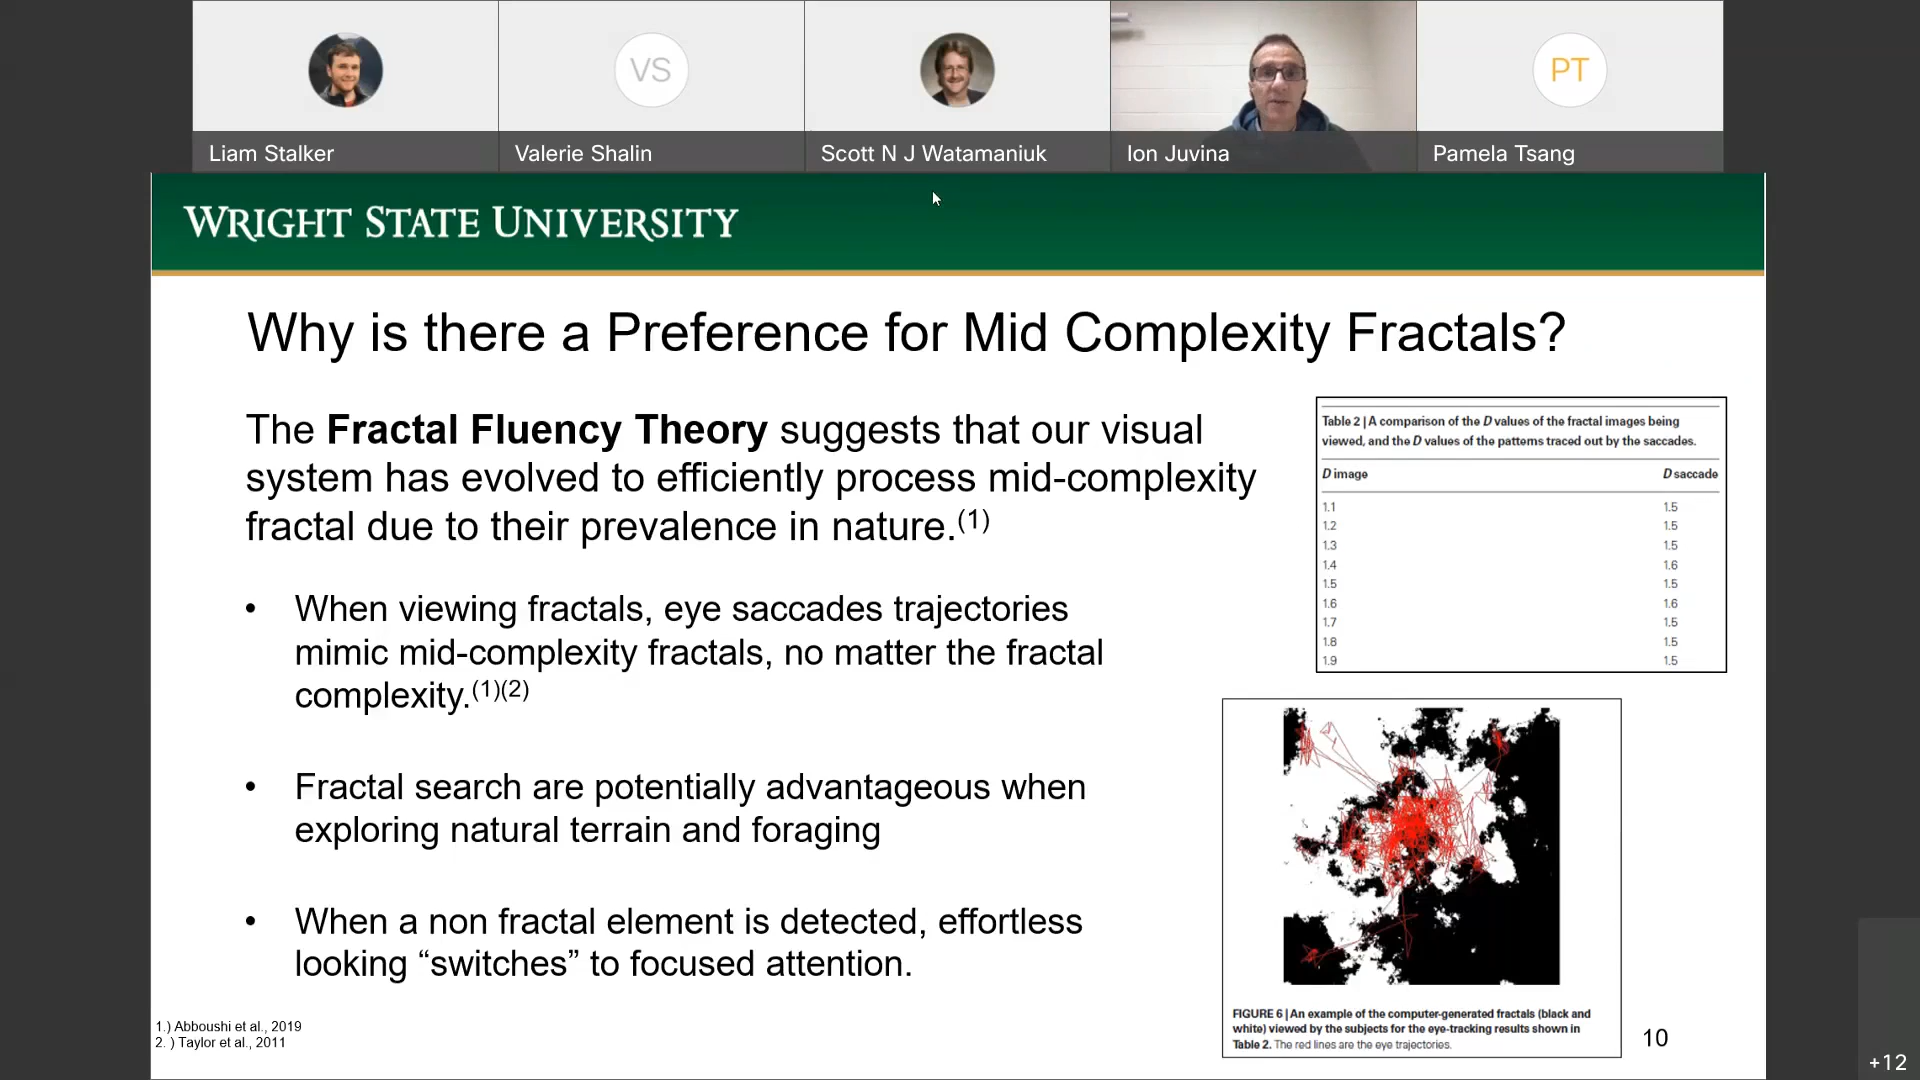 VS
PT
Liam Stalker
Valerie Shalin
Scott N J Watamaniuk
Ion Juvina
Pamela Tsang
WRIGHT STATE UNIVERSITY
Why is there a Preference for Mid Complexity Fractals?
The Fractal Fluency Theory suggests that our visual
system has evolved to efficiently process mid-complexity
fractal due to their prevalence in nature.(1)
• When viewing fractals, eye saccades trajectories
mimic mid-complexity fractals, no matter the fractal
complexity.(1)(2)
• Fractal search are potentially advantageous when
exploring natural terrain and foraging
• When a non fractal element is detected, effortless
looking “switches” to focused attention.
1.) Abboushi et al., 2019
2. ) Taylor et al., 2011
Table 2 | A comparison of the D values of the fractal images being
viewed, and the D values of the patterns traced out by the saccades.
D image D saccade
1.1 1.5
1.2 1.5
1.3 1.5
1.4 1.6
1.5 1.5
1.6 1.6
1.7 1.5
1.8 1.5
1.9 1.5
FIGURE 6 | An example of the computer-generated fractals (black and
white) viewed by the subjects for the eye-tracking results shown in
Table 2. The red lines are the eye trajectories.
10
+12